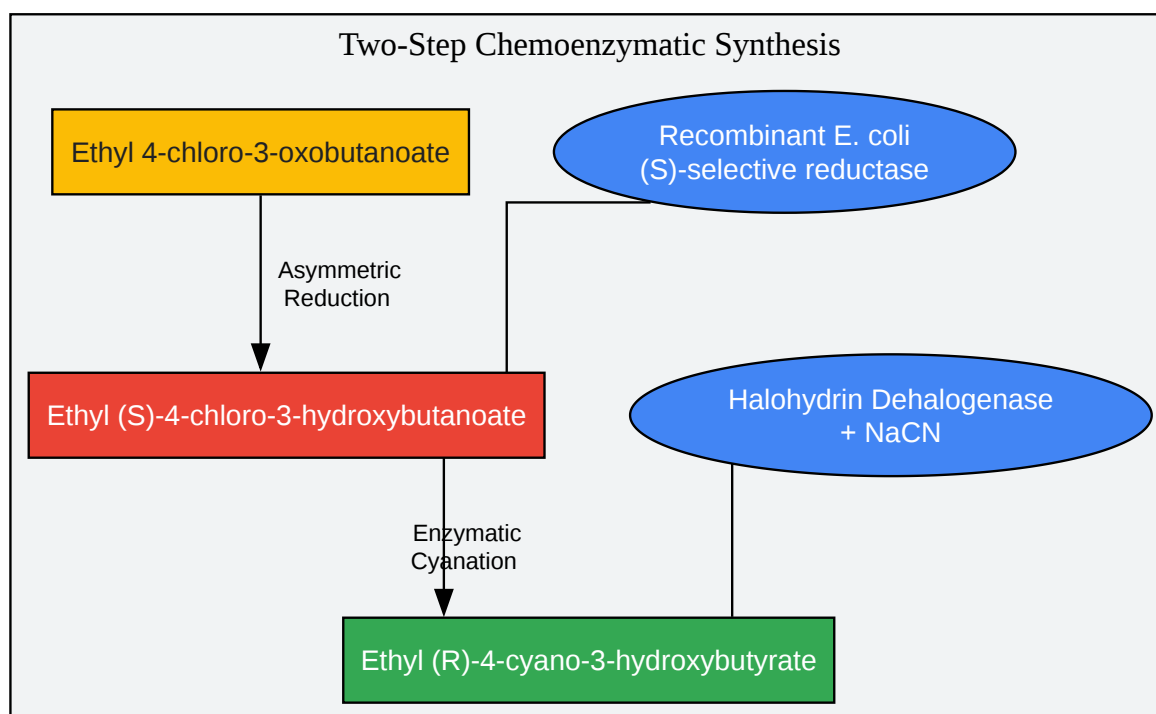 Two-Step Chemoenzymatic Synthesis
Ethyl 4-chloro-3-oxobutanoate
Recombinant E. coli
(S)-selective reductase
Asymmetric
Reduction
Ethyl (S)-4-chloro-3-hydroxybutanoate
Halohydrin Dehalogenase
+ NaCN
Enzymatic
Cyanation
Ethyl (R)-4-cyano-3-hydroxybutyrate